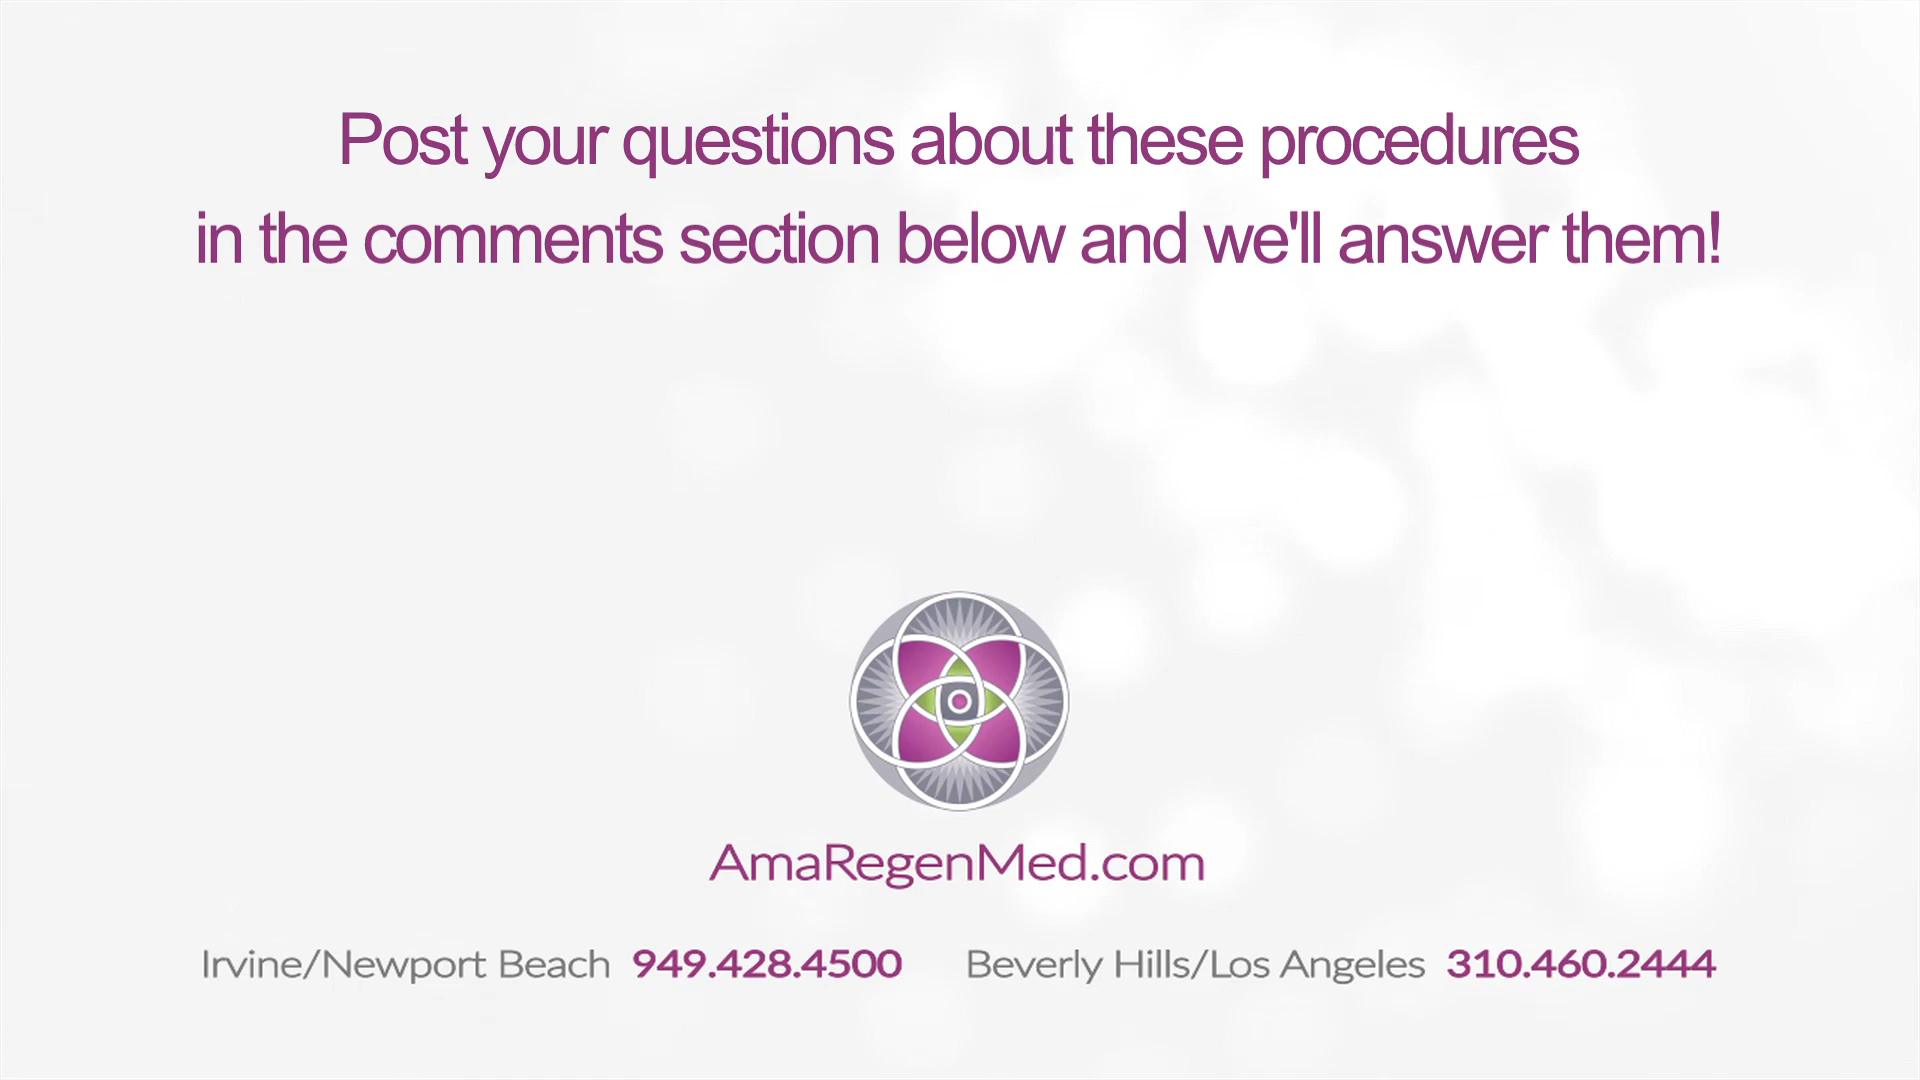 Post your questions about these procedures
in the comments section below and we'll answer them!
AmaRegenMed.com
Irvine/Newport Beach 949.428.4500 Beverly Hills/Los Angeles 310.460.2444